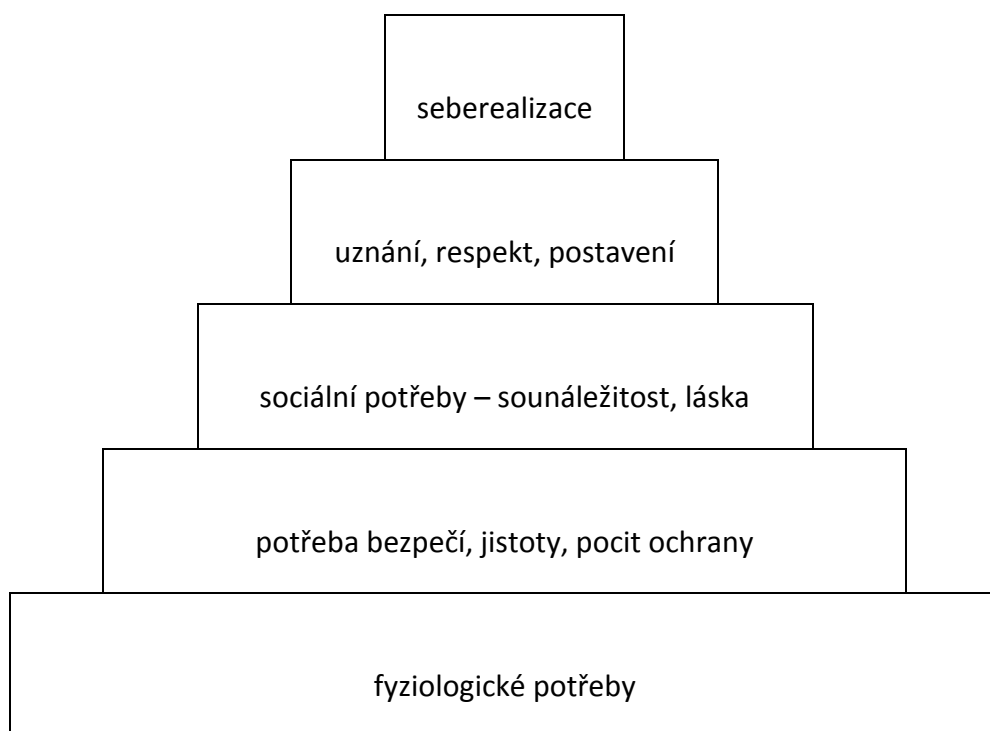 seberealizace
uznání, respekt, postavení
sociální potřeby – sounáležitost, láska
potřeba bezpečí, jistoty, pocit ochrany
fyziologické potřeby